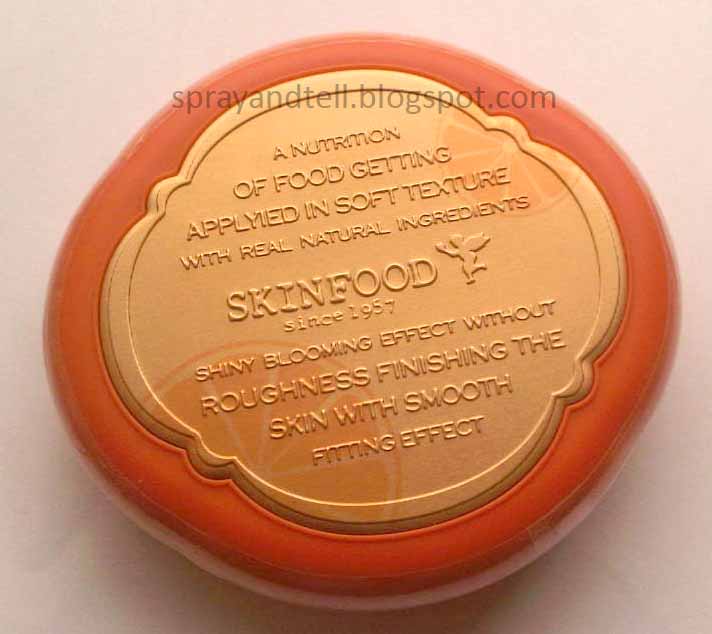 sprayandtell.blogspot.com
A NUTRITION
OF FOOD GETTING
APPLYIED IN SOFT TEXTURE
WITH REAL NATURAL INGREDIENTS
SKINFOOD
since 1957
SHINY BLOOMING EFFECT WITHOUT
ROUGHNESS FINISHING THE
SKIN WITH SMOOTH
FITTING EFFECT